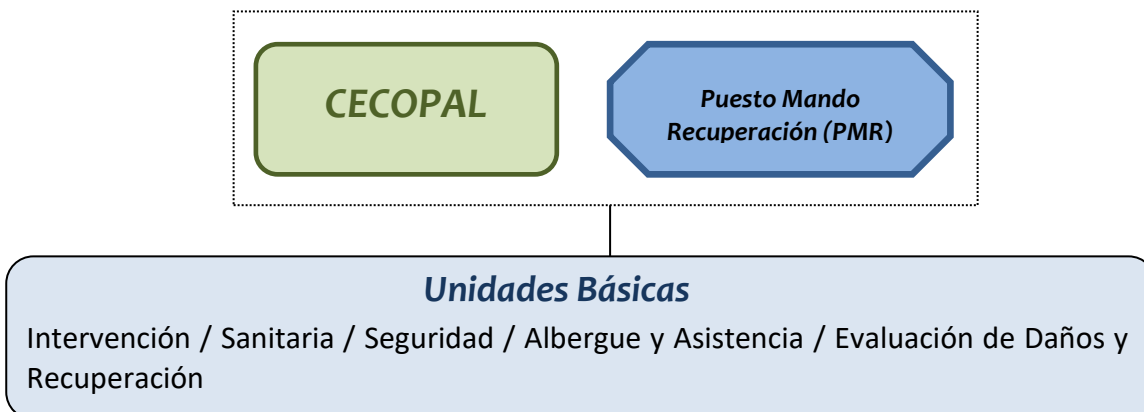 CECOPAL
Puesto Mando
Recuperación (PMR)
Unidades Básicas
Intervención / Sanitaria / Seguridad / Albergue y Asistencia / Evaluación de Daños y
Recuperación